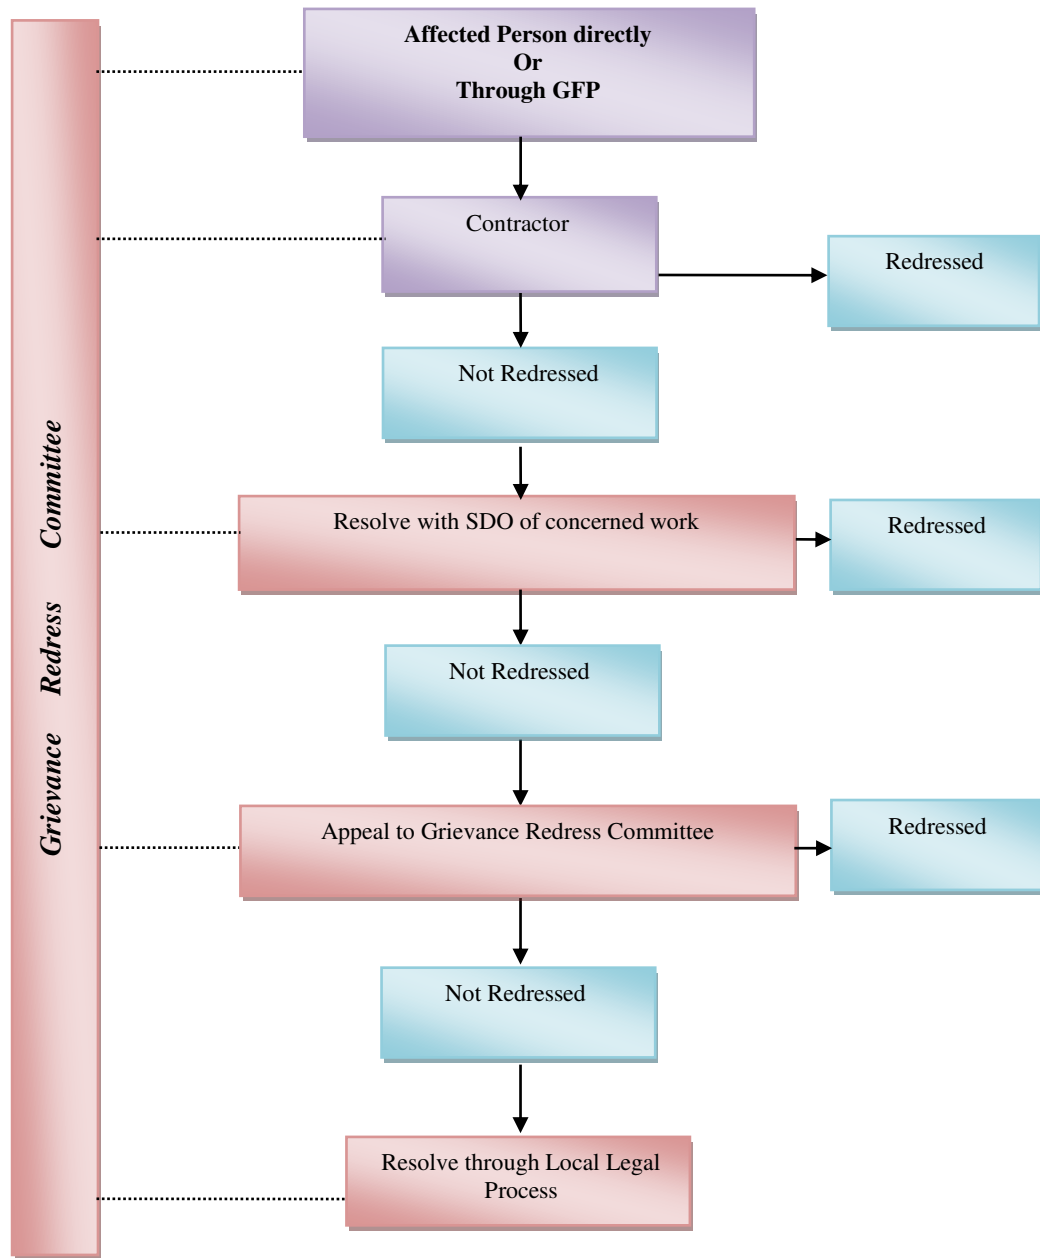 Affected Person directly
Or
Through GFP
Contractor
Redressed
Not Redressed
Resolve with SDO of concerned work
Redressed
Not Redressed
Appeal to Grievance Redress Committee
Redressed
Not Redressed
Resolve through Local Legal
Process
Grievance Redress Committee